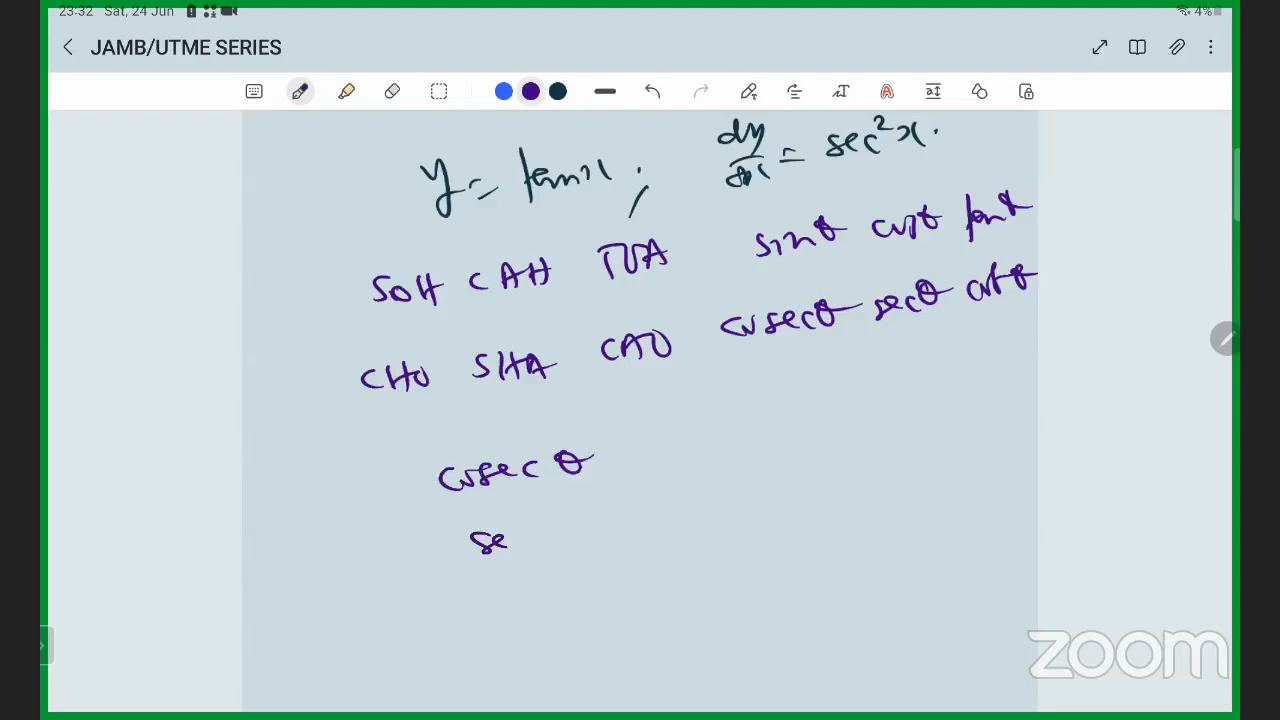 23:32 Sat, 24 Jun
4%
JAMB/UTME SERIES
y = tanx ; dy/dx = sec²x.
SOH CAH TOA sinθ cosθ tanθ
CHO SHA CAO cosecθ secθ cotθ
cosec θ
se
zoom